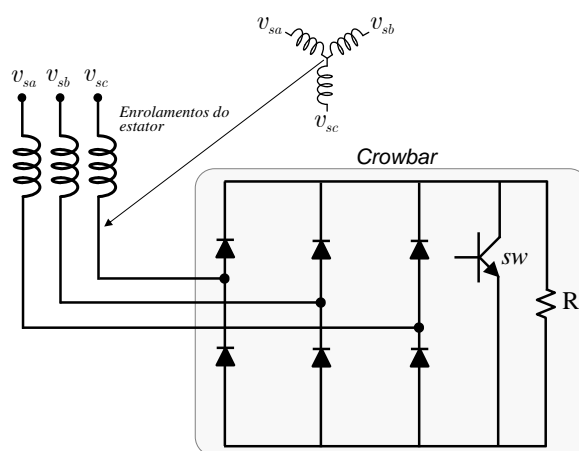 v_sa
v_sb
v_sc
v_sa v_sb v_sc
Enrolamentos do
estator
Crowbar
sw
R